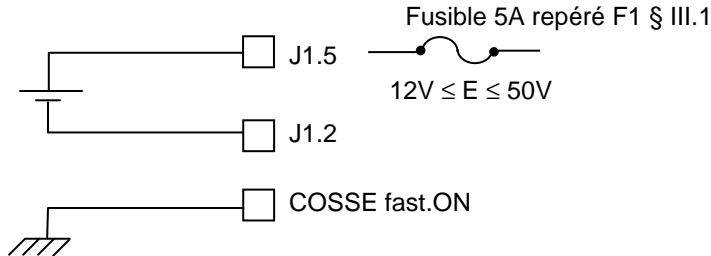 Fusible 5A repéré F1 § III.1
J1.5
12V ≤ E ≤ 50V
J1.2
COSSE fast.ON